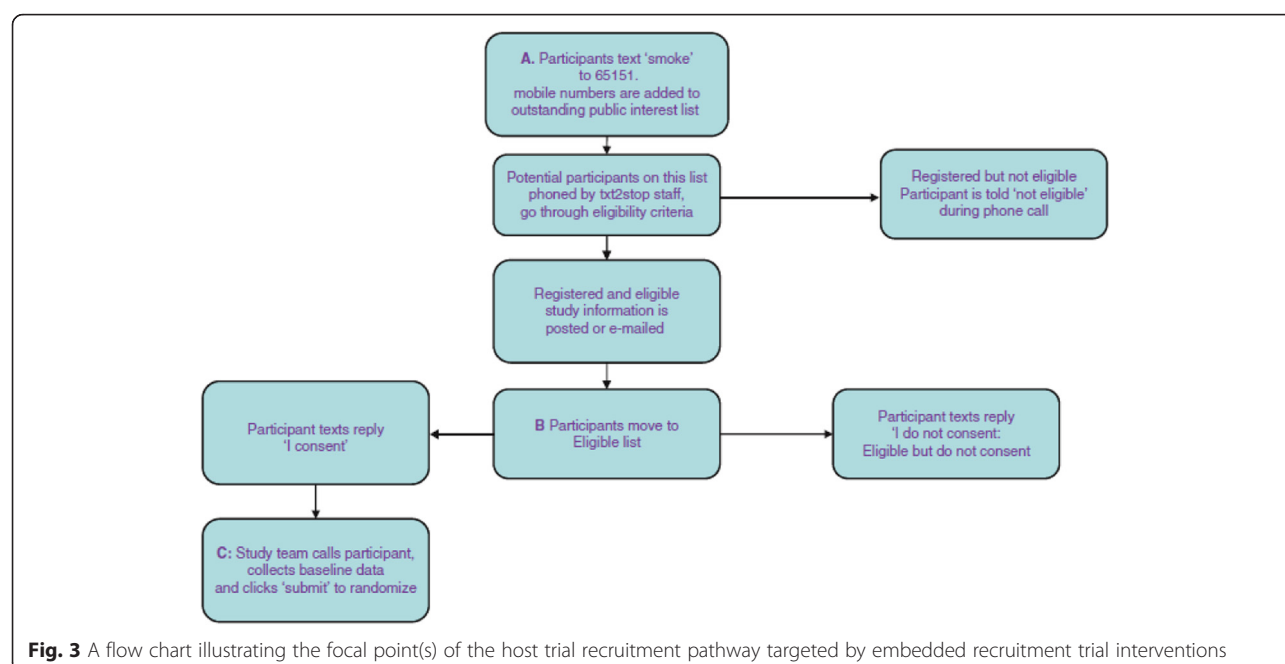 A. Participants text ‘smoke’
to 65151.
mobile numbers are added to
outstanding public interest list
Potential participants on this list
phoned by txt2stop staff,
go through eligibility criteria
Registered but not eligible
Participant is told ‘not eligible’
during phone call
Registered and eligible
study information is
posted or e-mailed
Participant texts reply
‘I consent’
B Participants move to
Eligible list
Participant texts reply
‘I do not consent:
Eligible but do not consent
C: Study team calls participant,
collects baseline data
and clicks ‘submit’ to randomize
Fig. 3 A flow chart illustrating the focal point(s) of the host trial recruitment pathway targeted by embedded recruitment trial interventions